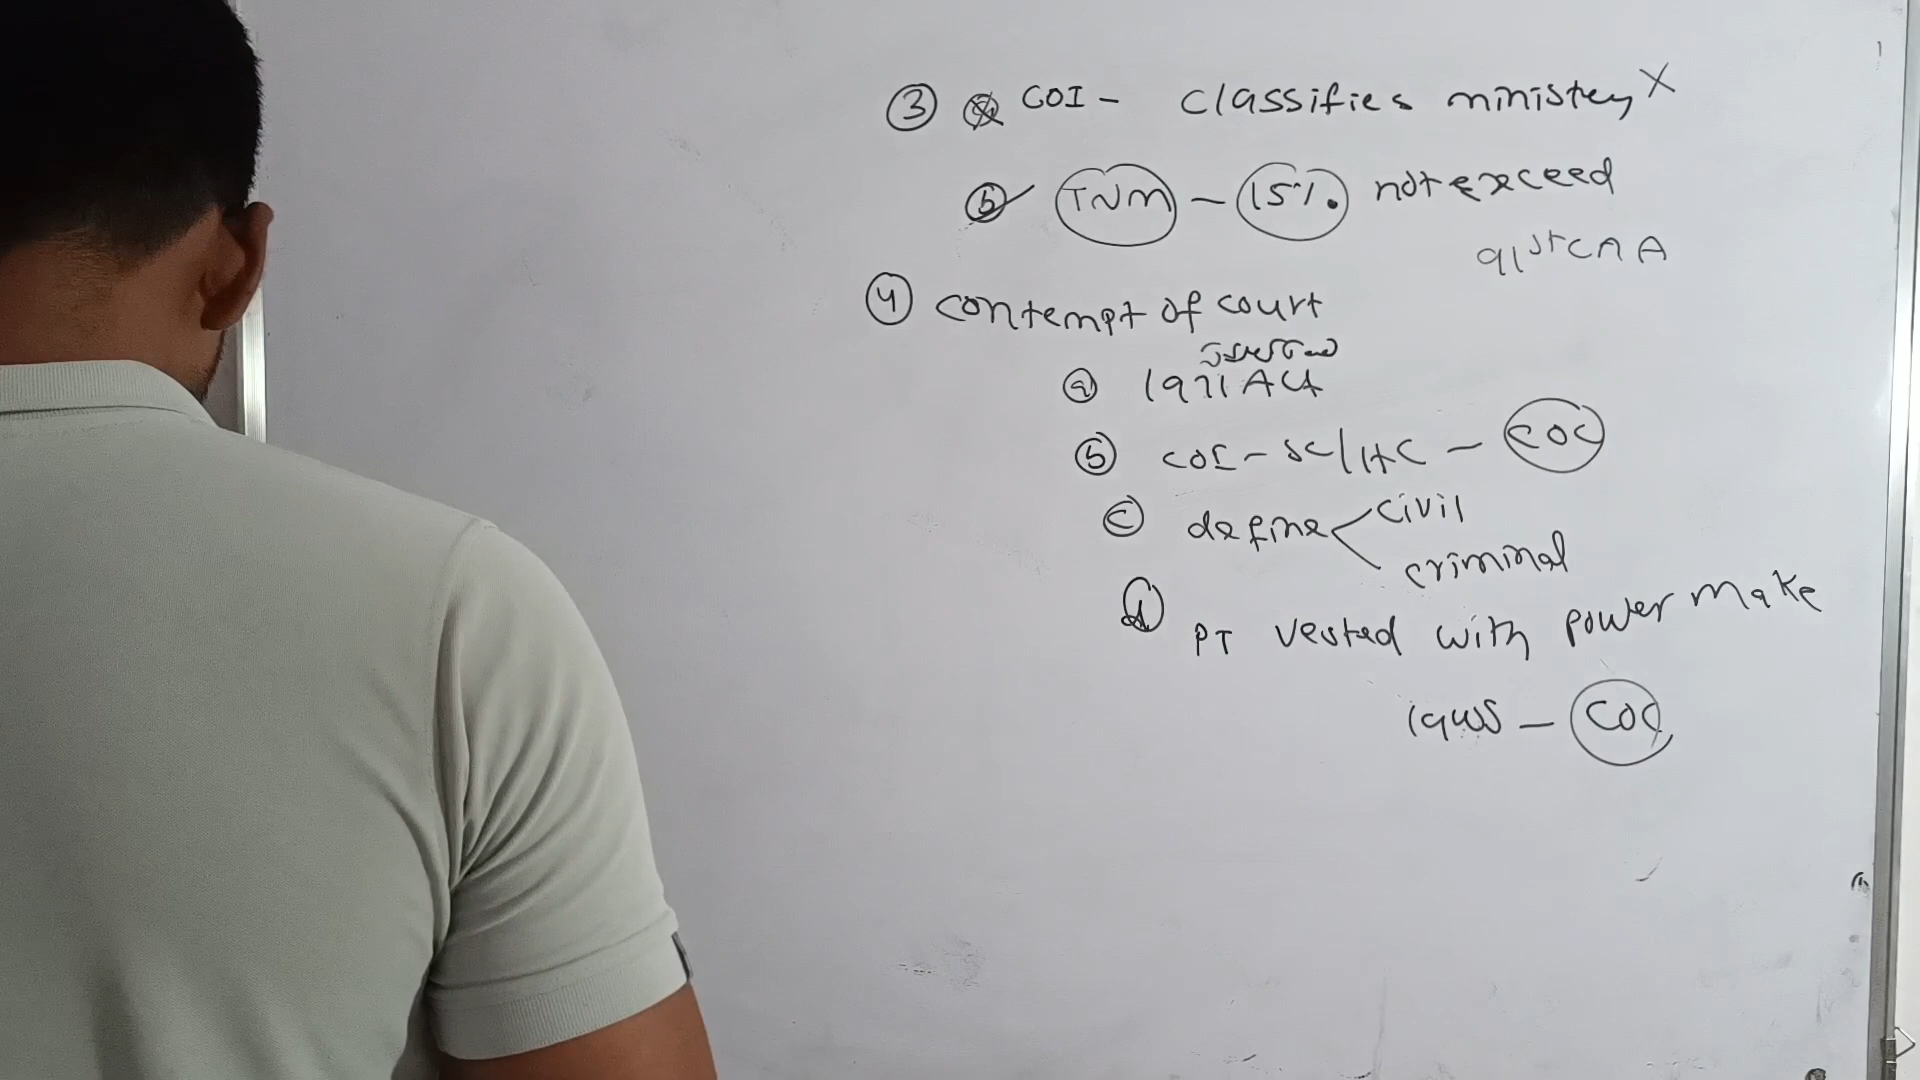 ③ ⓐ COI - classifies ministry X
ⓑ ✓ TNM - 15% not exceed
91st CAA
④ contempt of court
ⓐ 1971 Act
ⓑ COI - SC/HC - COC
ⓒ define < civil
criminal
ⓓ PT vested with power make
laws - COC